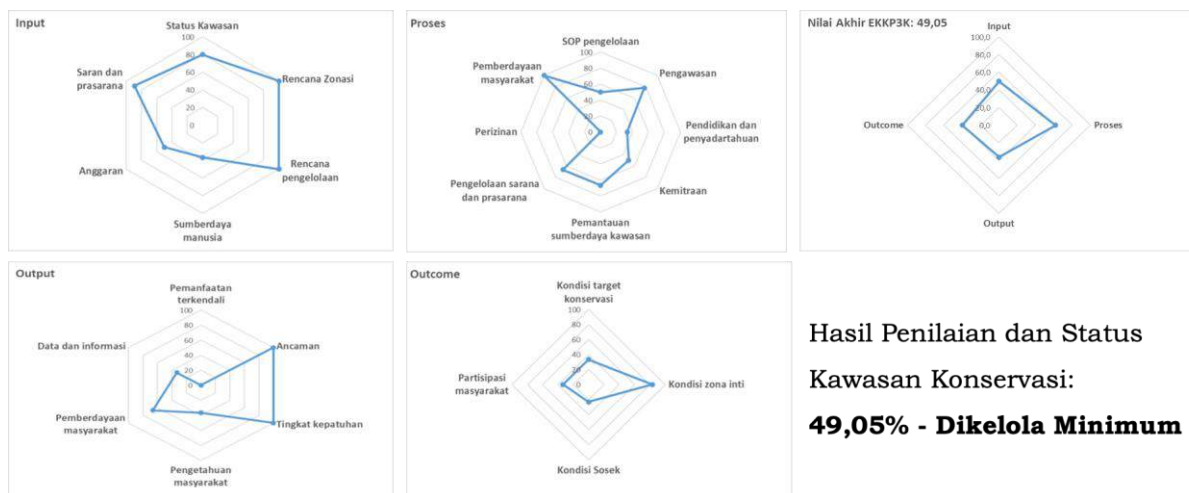 Input
Status Kawasan
100
80
60
40
20
0
Rencana Zonasi
Rencana
pengelolaan
Sumberdaya
manusia
Anggaran
Saran dan
prasarana
Proses
SOP pengelolaan
100
80
60
40
20
0
Pengawasan
Pendidikan dan
penyadartahuan
Kemitraan
Pemantauan
sumberdaya kawasan
Pengelolaan sarana
dan prasarana
Perizinan
Pemberdayaan
masyarakat
Nilai Akhir EKKP3K: 49,05
Input
100,0
80,0
60,0
40,0
20,0
0,0
Proses
Output
Outcome
Output
Pemanfaatan
terkendali
100
80
60
40
20
0
Ancaman
Tingkat kepatuhan
Pengetahuan
masyarakat
Pemberdayaan
masyarakat
Data dan informasi
Outcome
Kondisi target
konservasi
100
80
60
40
20
0
Kondisi zona inti
Kondisi Sosek
Partisipasi
masyarakat
Hasil Penilaian dan Status
Kawasan Konservasi:
49,05% - Dikelola Minimum